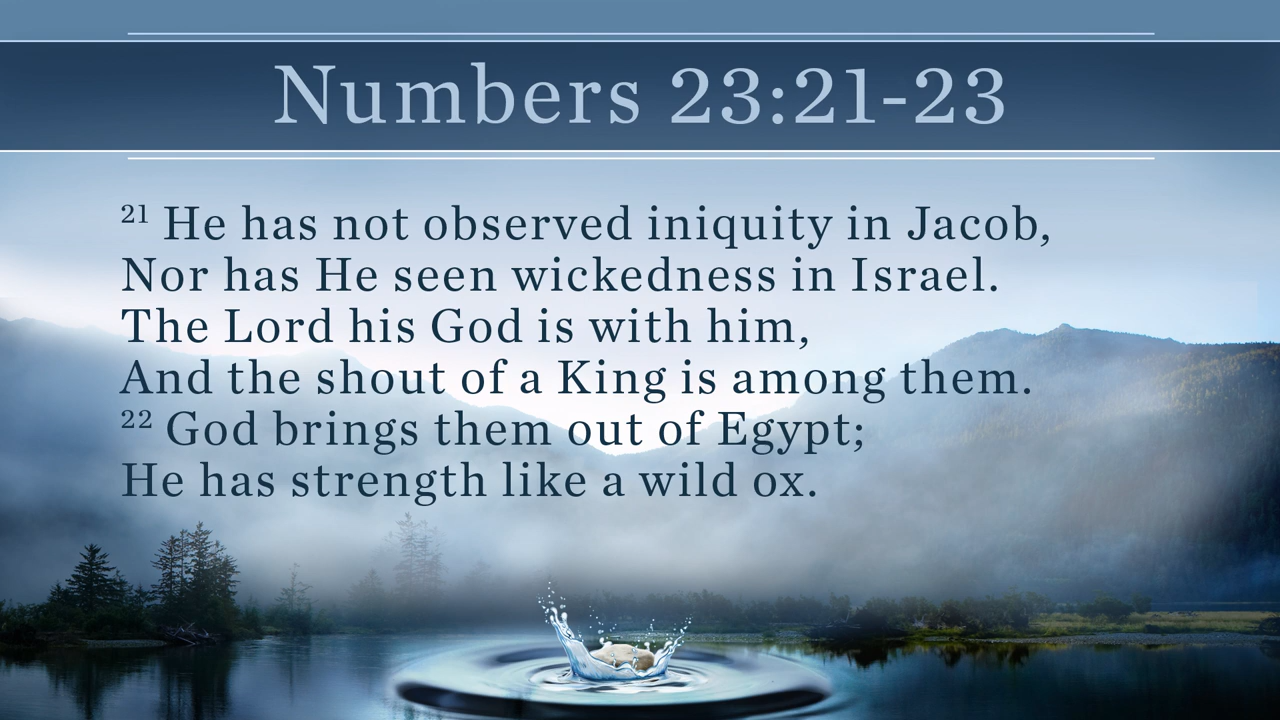 Numbers 23:21-23
21 He has not observed iniquity in Jacob,
Nor has He seen wickedness in Israel.
The Lord his God is with him,
And the shout of a King is among them.
22 God brings them out of Egypt;
He has strength like a wild ox.